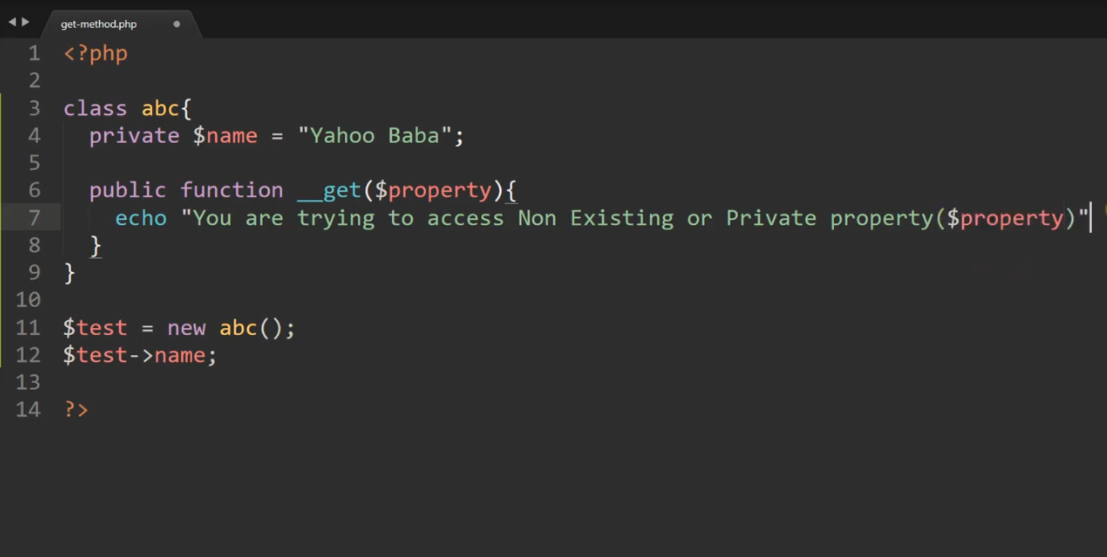 get-method.php
1 <?php
2
3 class abc{
4 private $name = "Yahoo Baba";
5
6 public function __get($property){
7 echo "You are trying to access Non Existing or Private property($property)"
8 }
9 }
10
11 $test = new abc();
12 $test->name;
13
14 ?>